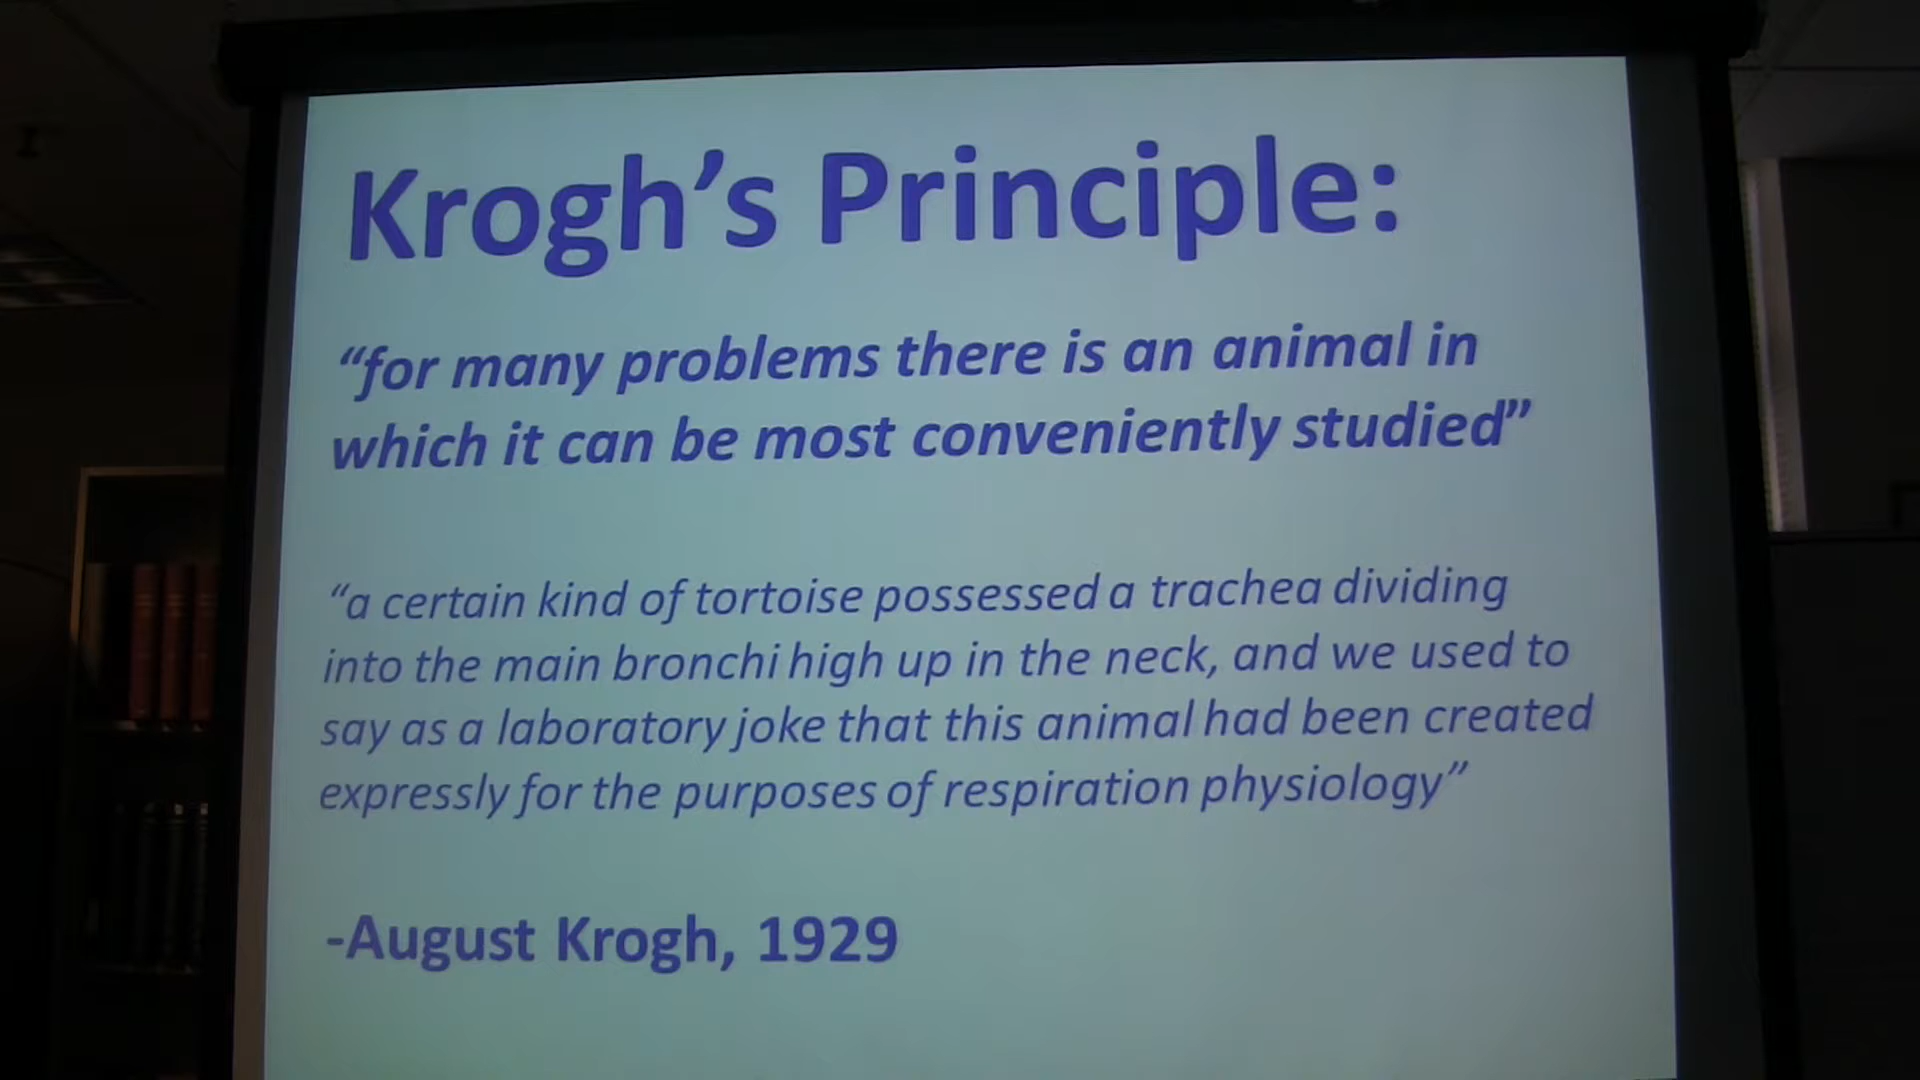 Krogh’s Principle:
“for many problems there is an animal in
which it can be most conveniently studied”
“a certain kind of tortoise possessed a trachea dividing
into the main bronchi high up in the neck, and we used to
say as a laboratory joke that this animal had been created
expressly for the purposes of respiration physiology”
-August Krogh, 1929